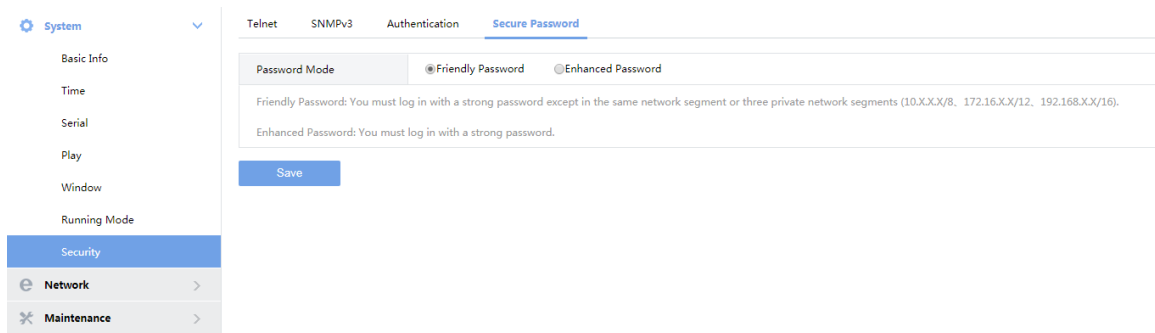 System
Basic Info
Time
Serial
Play
Window
Running Mode
Security
Network
Maintenance
Telnet SNMPv3 Authentication Secure Password
Password Mode Friendly Password Enhanced Password
Friendly Password: You must log in with a strong password except in the same network segment or three private network segments (10.X.X.X/8、172.16.X.X/12、192.168.X.X/16).
Enhanced Password: You must log in with a strong password.
Save